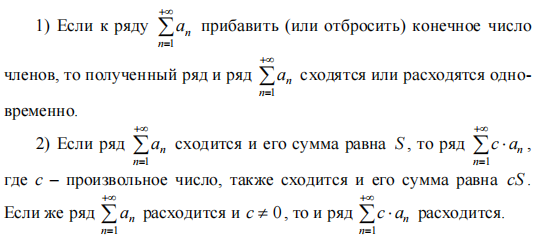 1) Если к ряду $\sum_{n=1}^{+\infty} a_n$ прибавить (или отбросить) конечное число
членов, то полученный ряд и ряд $\sum_{n=1}^{+\infty} a_n$ сходятся или расходятся одно-
временно.
2) Если ряд $\sum_{n=1}^{+\infty} a_n$ сходится и его сумма равна $S$, то ряд $\sum_{n=1}^{+\infty} c \cdot a_n$,
где $c$ – произвольное число, также сходится и его сумма равна $cS$.
Если же ряд $\sum_{n=1}^{+\infty} a_n$ расходится и $c \neq 0$, то и ряд $\sum_{n=1}^{+\infty} c \cdot a_n$ расходится.